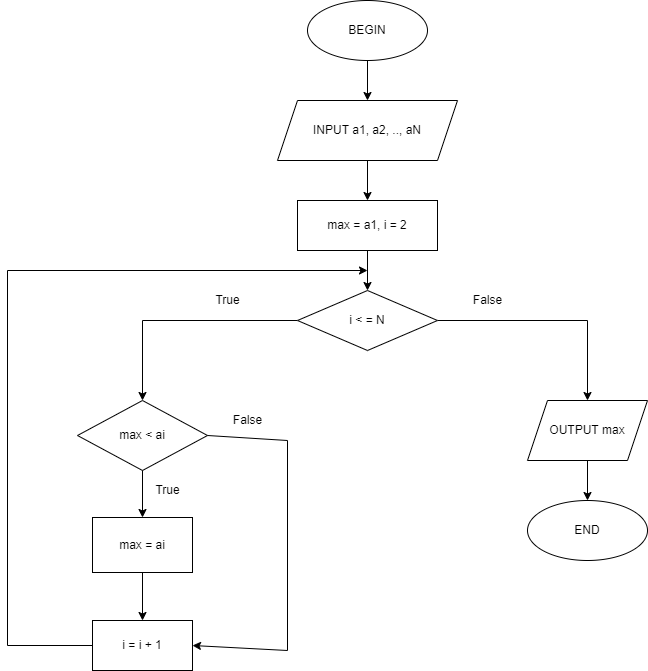 BEGIN
INPUT a1, a2, .., aN
max = a1, i = 2
True
False
i < = N
max < ai
False
OUTPUT max
True
max = ai
END
i = i + 1